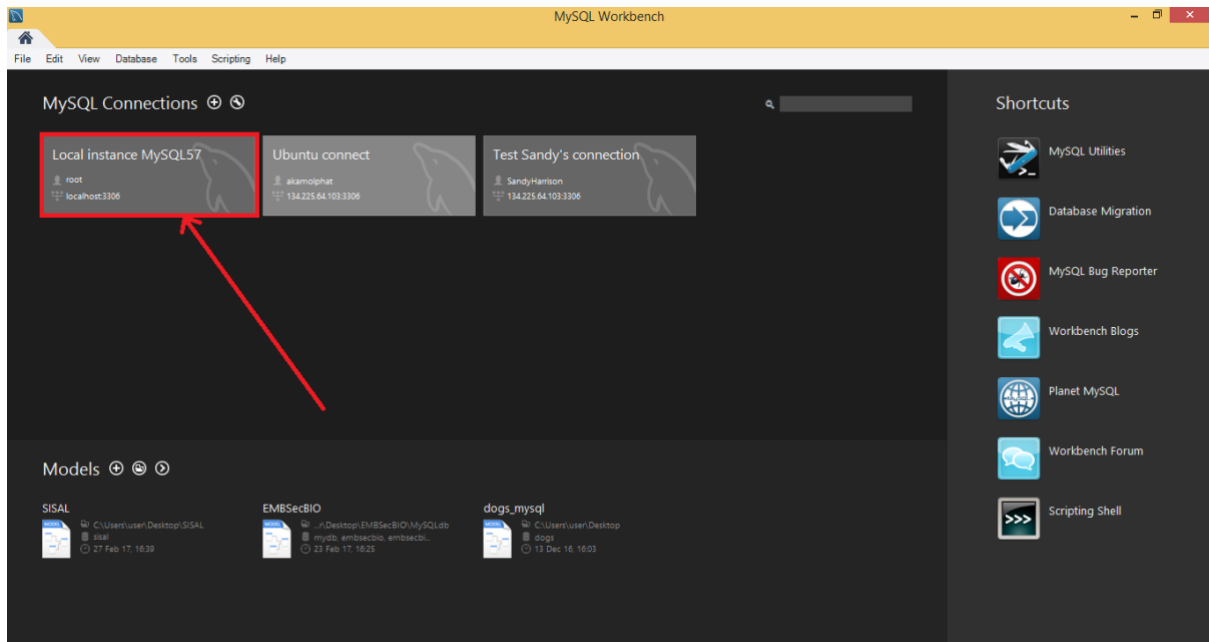 MySQL Workbench
File Edit View Database Tools Scripting Help
MySQL Connections
Local instance MySQL57
root
localhost:3306
Ubuntu connect
akamolphat
134.225.64.103:3306
Test Sandy's connection
SandyHarrison
134.225.64.103:3306
Shortcuts
MySQL Utilities
Database Migration
MySQL Bug Reporter
Workbench Blogs
Planet MySQL
Workbench Forum
Scripting Shell
Models
SISAL
C:\Users\user\Desktop\SISAL
sisal
27 Feb 17, 16:39
EMBSecBIO
...r\Desktop\EMBSecBIO\MySQLdb
mydb, embsecbio, embsecbi...
23 Feb 17, 16:25
dogs_mysql
C:\Users\user\Desktop
dogs
13 Dec 16, 16:03